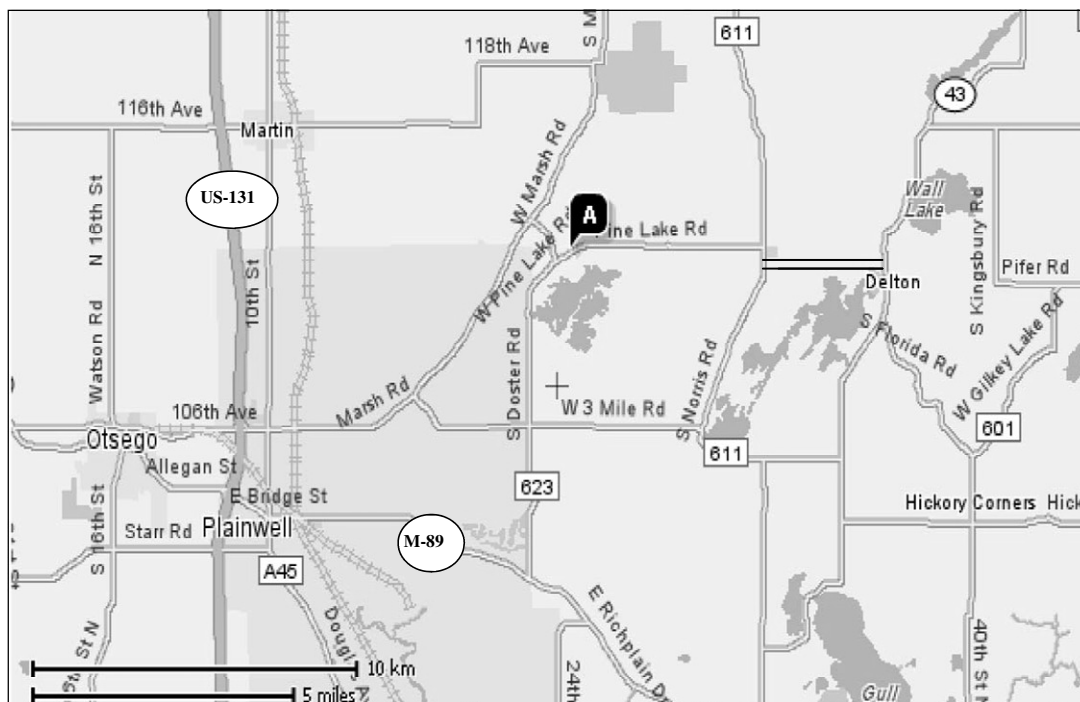 S M
611
118th Ave
43
116th Ave
Martin
W Marsh Rd
Wall
Lake
US-131
N 16th St
A
W Pine Lake Rd
Pine Lake Rd
S Kingsbury Rd
10th St
Pifer Rd
Delton
Watson Rd
S Florida Rd
W Gilkey Lake Rd
S Doster Rd
S Norris Rd
Marsh Rd
W 3 Mile Rd
106th Ave
601
Otsego
611
Allegan St
623
E Bridge St
Hickory Corners
Hick
S 16th St
Starr Rd
Plainwell
M-89
A45
E Richplain Dr
40th St N
24th
10 km
5 miles
Gull